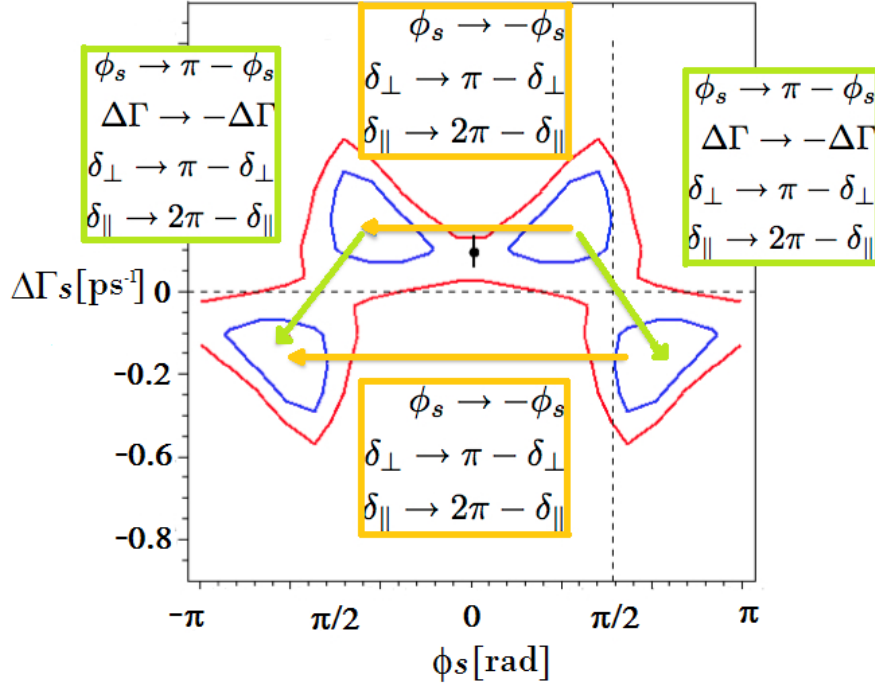 ϕₛ → −ϕₛ
δ⊥ → π − δ⊥
δ∥ → 2π − δ∥
ϕₛ → π − ϕₛ
ΔΓ → −ΔΓ
δ⊥ → π − δ⊥
δ∥ → 2π − δ∥
ϕₛ → π − ϕₛ
ΔΓ → −ΔΓ
δ⊥ → π − δ⊥
δ∥ → 2π − δ∥
ΔΓs[ps⁻¹] 0
-0.2
-0.6
-0.8
ϕₛ → −ϕₛ
δ⊥ → π − δ⊥
δ∥ → 2π − δ∥
-π π/2 0 π/2 π
ϕs[rad]